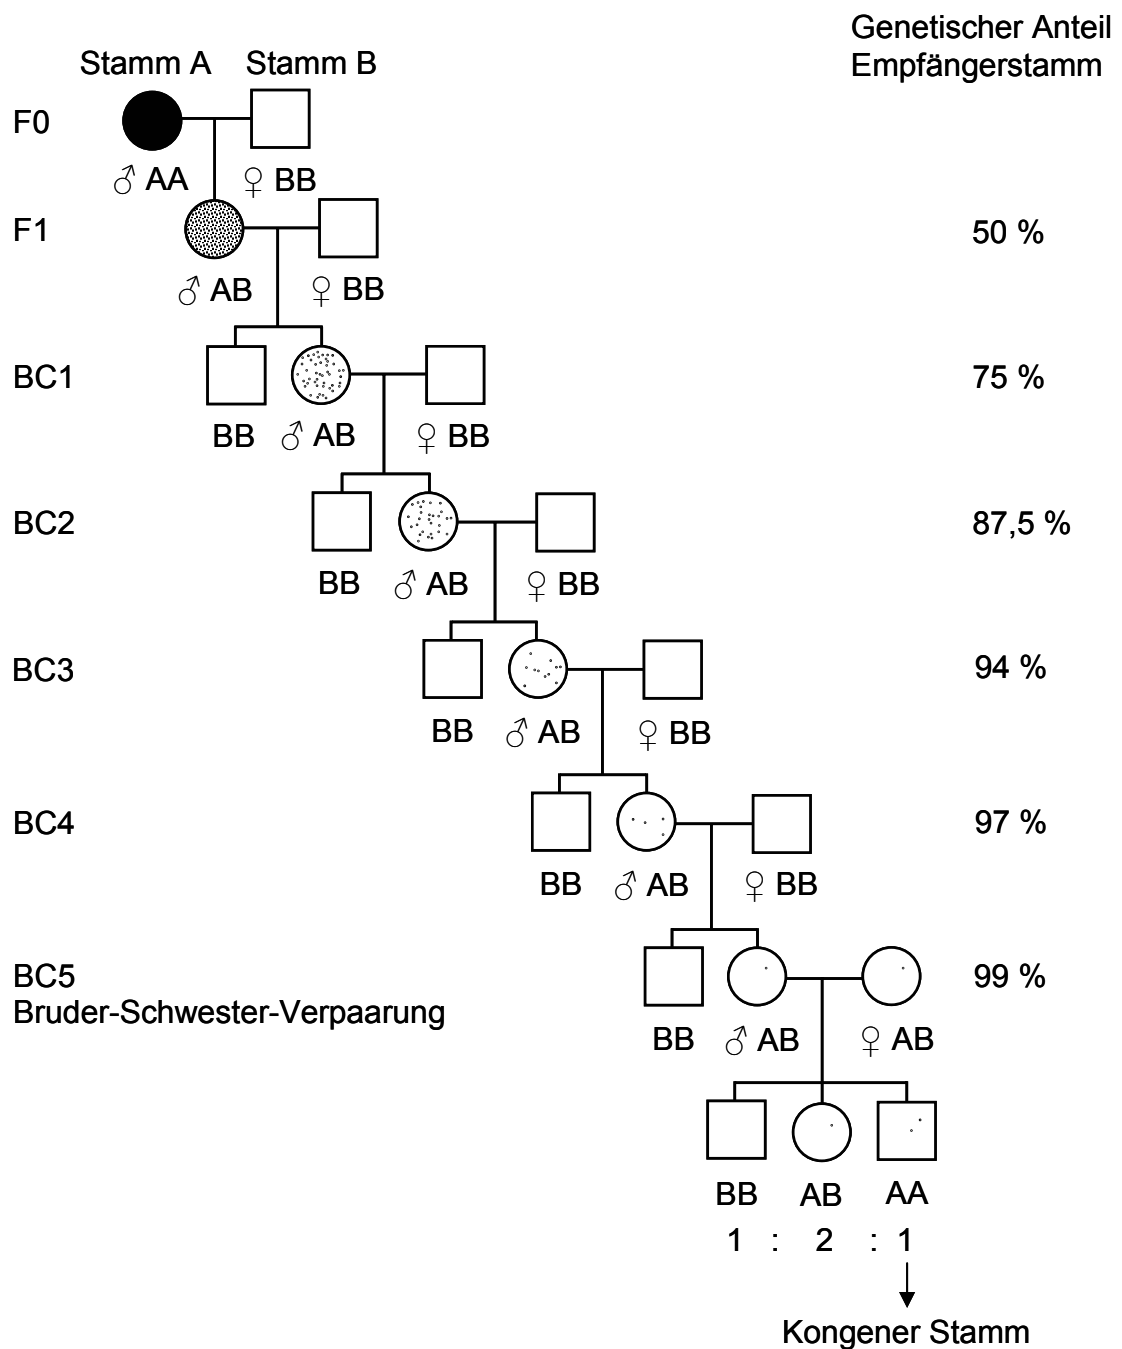 Genetischer Anteil
Empfängerstamm
Stamm A Stamm B
F0
♂ AA ♀ BB
F1 50 %
♂ AB ♀ BB
BC1 75 %
BB ♂ AB ♀ BB
BC2 87,5 %
BB ♂ AB ♀ BB
BC3 94 %
BB ♂ AB ♀ BB
BC4 97 %
BB ♂ AB ♀ BB
BC5 99 %
Bruder-Schwester-Verpaarung
BB ♂ AB ♀ AB
BB AB AA
1 : 2 : 1
Kongener Stamm